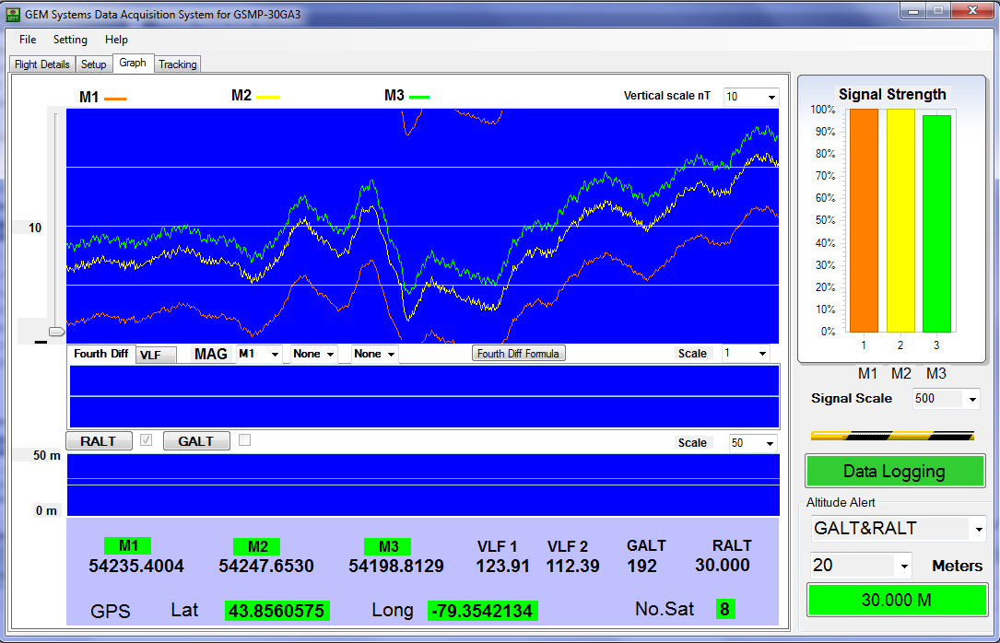 GEM Systems Data Acquisition System for GSMP-30GA3
File Setting Help
Flight Details Setup Graph Tracking
M1 M2 M3 Vertical scale nT 10
10
Fourth Diff VLF MAG M1 None None Fourth Diff Formula Scale 1
RALT GALT Scale 50
50 m
0 m
M1 M2 M3 VLF 1 VLF 2 GALT RALT
54235.4004 54247.6530 54198.8129 123.91 112.39 192 30.000
GPS Lat 43.8560575 Long -79.3542134 No.Sat 8
Signal Strength
100%
90%
80%
70%
60%
50%
40%
30%
20%
10%
0%
1 2 3
M1 M2 M3
Signal Scale 500
Data Logging
Altitude Alert
GALT&RALT
20 Meters
30.000 M